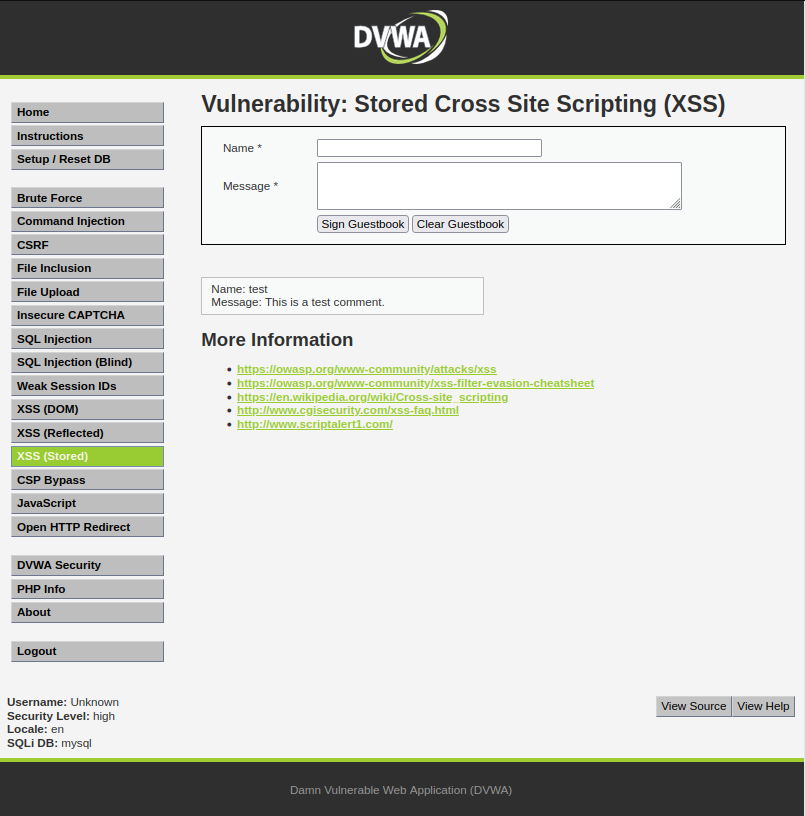 DVWA
Vulnerability: Stored Cross Site Scripting (XSS)
Home
Instructions
Setup / Reset DB
Brute Force
Command Injection
CSRF
File Inclusion
File Upload
Insecure CAPTCHA
SQL Injection
SQL Injection (Blind)
Weak Session IDs
XSS (DOM)
XSS (Reflected)
XSS (Stored)
CSP Bypass
JavaScript
Open HTTP Redirect
DVWA Security
PHP Info
About
Logout
Name *
Message *
Sign Guestbook Clear Guestbook
Name: test
Message: This is a test comment.
More Information
• https://owasp.org/www-community/attacks/xss
• https://owasp.org/www-community/xss-filter-evasion-cheatsheet
• https://en.wikipedia.org/wiki/Cross-site_scripting
• http://www.cgisecurity.com/xss-faq.html
• http://www.scriptalert1.com/
Username: Unknown
Security Level: high
Locale: en
SQLi DB: mysql
View Source View Help
Damn Vulnerable Web Application (DVWA)